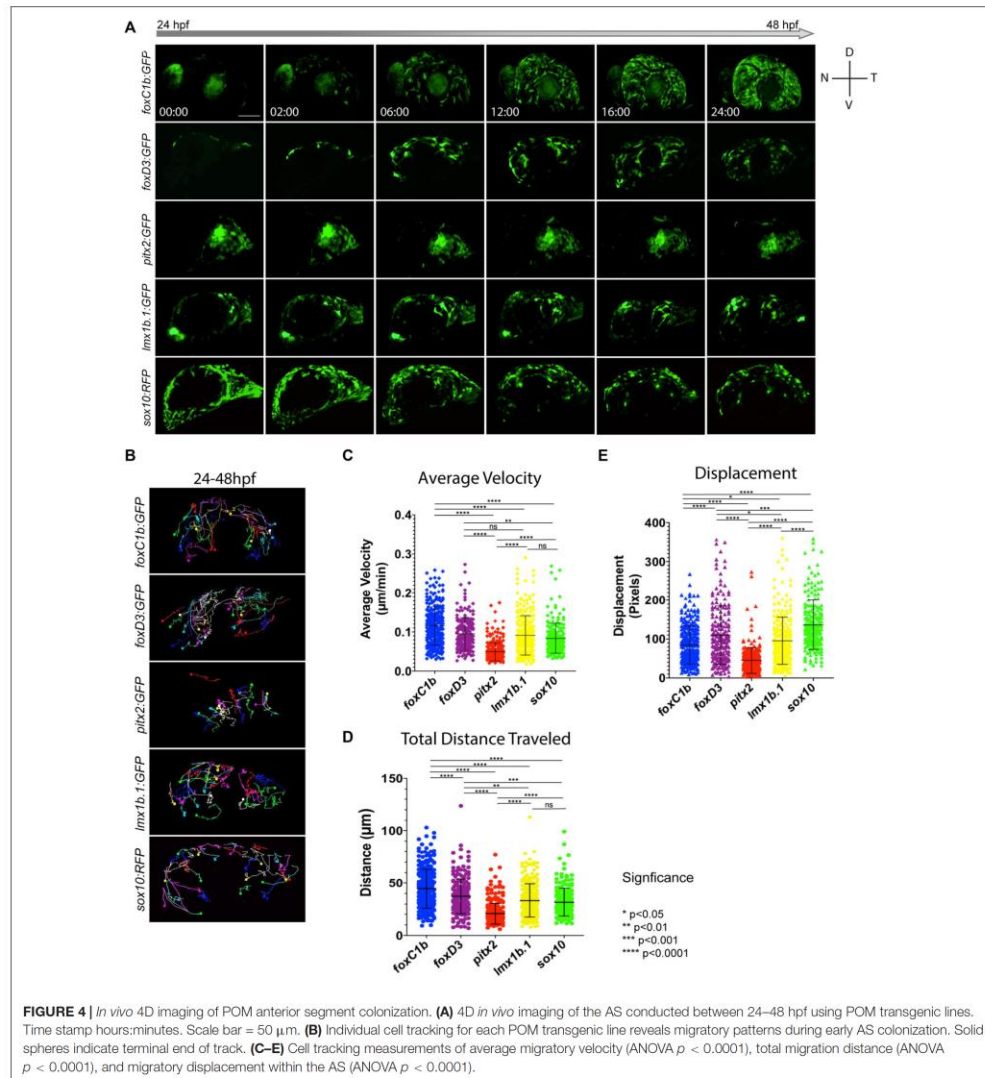 24 hpf 48 hpf
A
foxC1b:GFP
00:00 02:00 06:00 12:00 16:00 24:00
D
N T
V
foxD3:GFP
pitx2:GFP
lmx1b.1:GFP
sox10:RFP
B
24-48hpf
foxC1b:GFP
foxD3:GFP
pitx2:GFP
lmx1b.1:GFP
sox10:RFP
C
Average Velocity
****
****
****
**
ns
****
****
****
ns
Average Velocity
(µm/min)
0.4
0.3
0.2
0.1
0.0
foxC1b foxD3 pitx2 lmx1b.1 sox10
E
Displacement
****
*
****
****
***
*
****
****
****
****
Displacement
(Pixels)
400
300
200
100
0
foxC1b foxD3 pitx2 lmx1b.1 sox10
D
Total Distance Traveled
****
****
****
****
***
**
****
****
****
ns
Distance (µm)
150
100
50
0
foxC1b foxD3 pitx2 lmx1b.1 sox10
Signficance
* p<0.05
** p<0.01
*** p<0.001
**** p<0.0001
FIGURE 4 | In vivo 4D imaging of POM anterior segment colonization. (A) 4D in vivo imaging of the AS conducted between 24–48 hpf using POM transgenic lines.
Time stamp hours:minutes. Scale bar = 50 µm. (B) Individual cell tracking for each POM transgenic line reveals migratory patterns during early AS colonization. Solid
spheres indicate terminal end of track. (C–E) Cell tracking measurements of average migratory velocity (ANOVA p < 0.0001), total migration distance (ANOVA
p < 0.0001), and migratory displacement within the AS (ANOVA p < 0.0001).